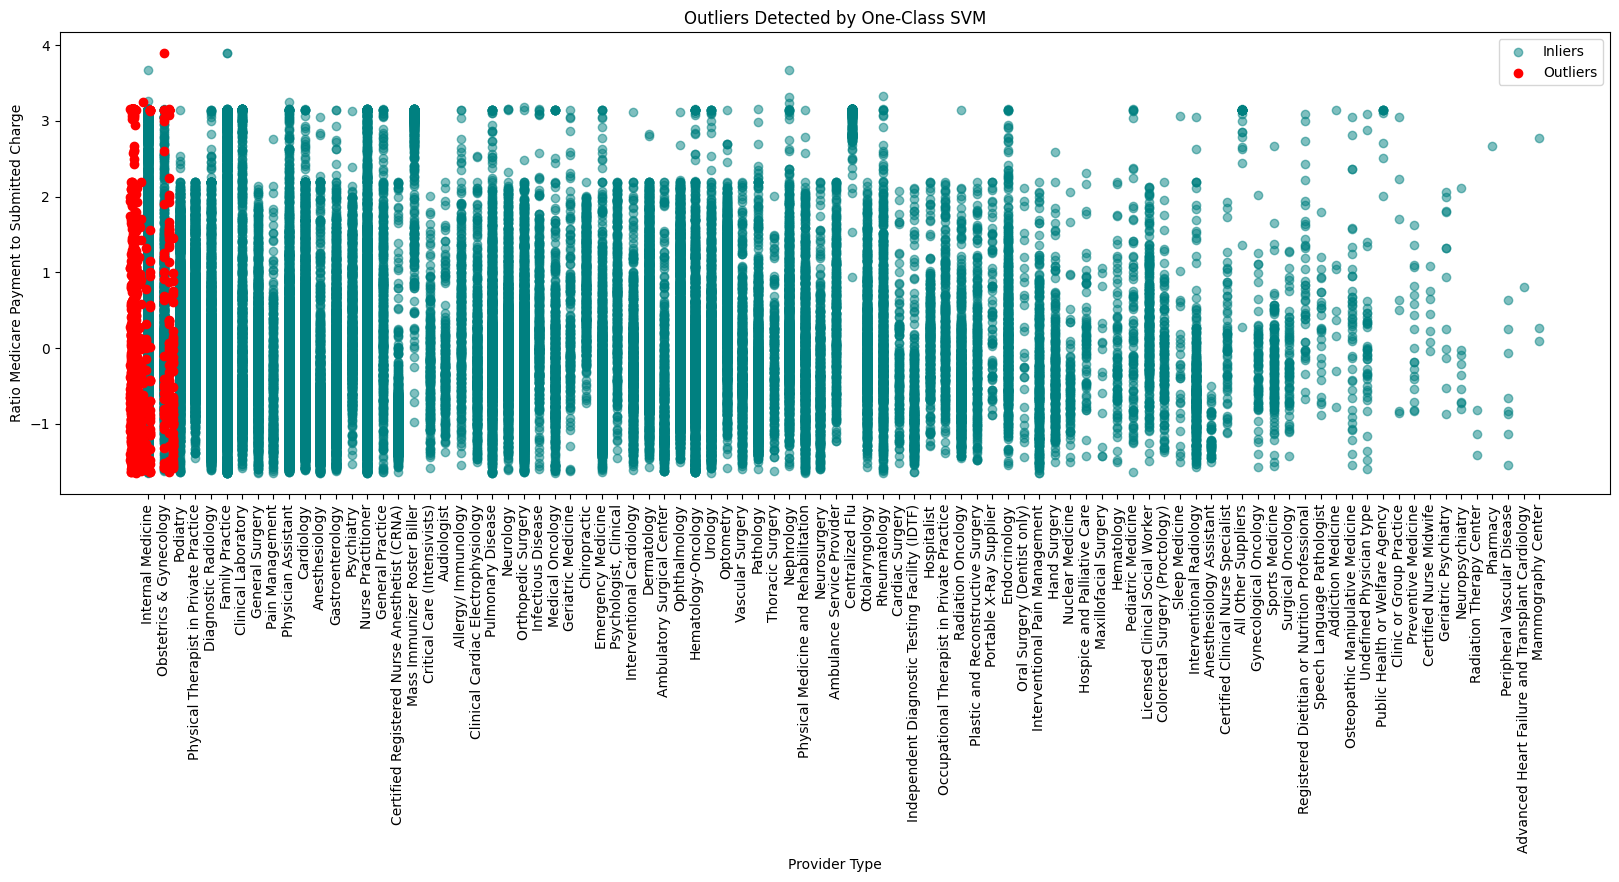 Outliers Detected by One-Class SVM
Inliers
Outliers
Ratio Medicare Payment to Submitted Charge
4
3
2
1
0
−1
Internal Medicine
Obstetrics & Gynecology
Podiatry
Physical Therapist in Private Practice
Diagnostic Radiology
Family Practice
Clinical Laboratory
General Surgery
Pain Management
Physician Assistant
Cardiology
Anesthesiology
Gastroenterology
Psychiatry
Nurse Practitioner
General Practice
Certified Registered Nurse Anesthetist (CRNA)
Mass Immunizer Roster Biller
Critical Care (Intensivists)
Audiologist
Allergy/ Immunology
Clinical Cardiac Electrophysiology
Pulmonary Disease
Neurology
Orthopedic Surgery
Infectious Disease
Medical Oncology
Geriatric Medicine
Chiropractic
Emergency Medicine
Psychologist, Clinical
Interventional Cardiology
Dermatology
Ambulatory Surgical Center
Ophthalmology
Hematology-Oncology
Urology
Optometry
Vascular Surgery
Pathology
Thoracic Surgery
Nephrology
Physical Medicine and Rehabilitation
Neurosurgery
Ambulance Service Provider
Centralized Flu
Otolaryngology
Rheumatology
Cardiac Surgery
Independent Diagnostic Testing Facility (IDTF)
Hospitalist
Occupational Therapist in Private Practice
Radiation Oncology
Plastic and Reconstructive Surgery
Portable X-Ray Supplier
Endocrinology
Oral Surgery (Dentist only)
Interventional Pain Management
Hand Surgery
Nuclear Medicine
Hospice and Palliative Care
Maxillofacial Surgery
Hematology
Pediatric Medicine
Licensed Clinical Social Worker
Colorectal Surgery (Proctology)
Sleep Medicine
Interventional Radiology
Anesthesiology Assistant
Certified Clinical Nurse Specialist
All Other Suppliers
Gynecological Oncology
Sports Medicine
Surgical Oncology
Registered Dietitian or Nutrition Professional
Speech Language Pathologist
Addiction Medicine
Osteopathic Manipulative Medicine
Undefined Physician type
Public Health or Welfare Agency
Clinic or Group Practice
Preventive Medicine
Certified Nurse Midwife
Geriatric Psychiatry
Neuropsychiatry
Radiation Therapy Center
Pharmacy
Peripheral Vascular Disease
Advanced Heart Failure and Transplant Cardiology
Mammography Center
Provider Type